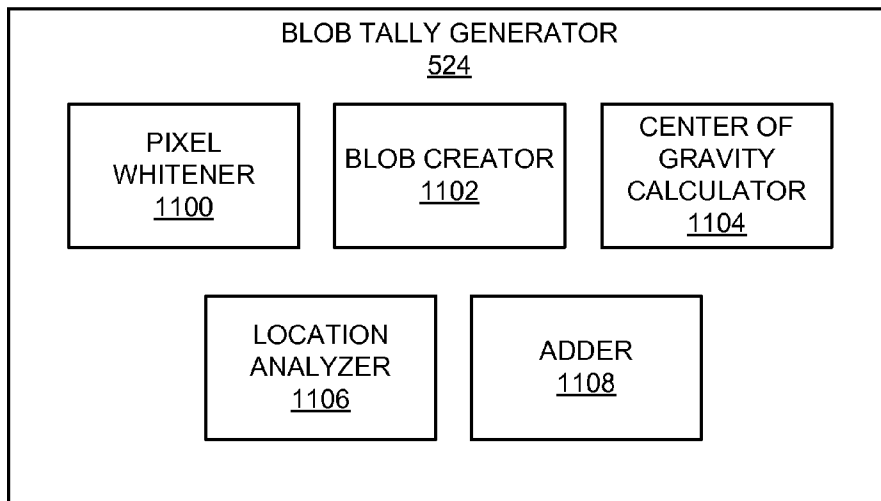 BLOB TALLY GENERATOR
524
PIXEL
WHITENER
1100
BLOB CREATOR
1102
CENTER OF
GRAVITY
CALCULATOR
1104
LOCATION
ANALYZER
1106
ADDER
1108